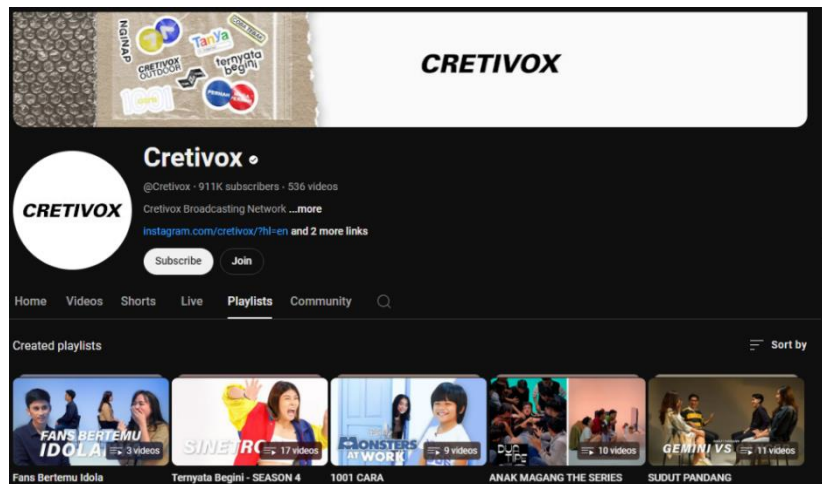 NGINAP
CRETIVOX
OUTDOOR
TanYa
ternyata
begini
1001
CRETIVOX
Cretivox
@Cretivox · 911K subscribers · 536 videos
Cretivox Broadcasting Network ...more
instagram.com/cretivox/?hl=en and 2 more links
CRETIVOX
Subscribe Join
Home Videos Shorts Live Playlists Community
Created playlists
Sort by
FANS BERTEMU
IDOLA
3 videos
SINETRO
17 videos
MONSTERS
AT WORK
9 videos
10 videos
GEMINI VS
11 videos
Fans Bertemu Idola
Ternyata Begini - SEASON 4
1001 CARA
ANAK MAGANG THE SERIES
SUDUT PANDANG